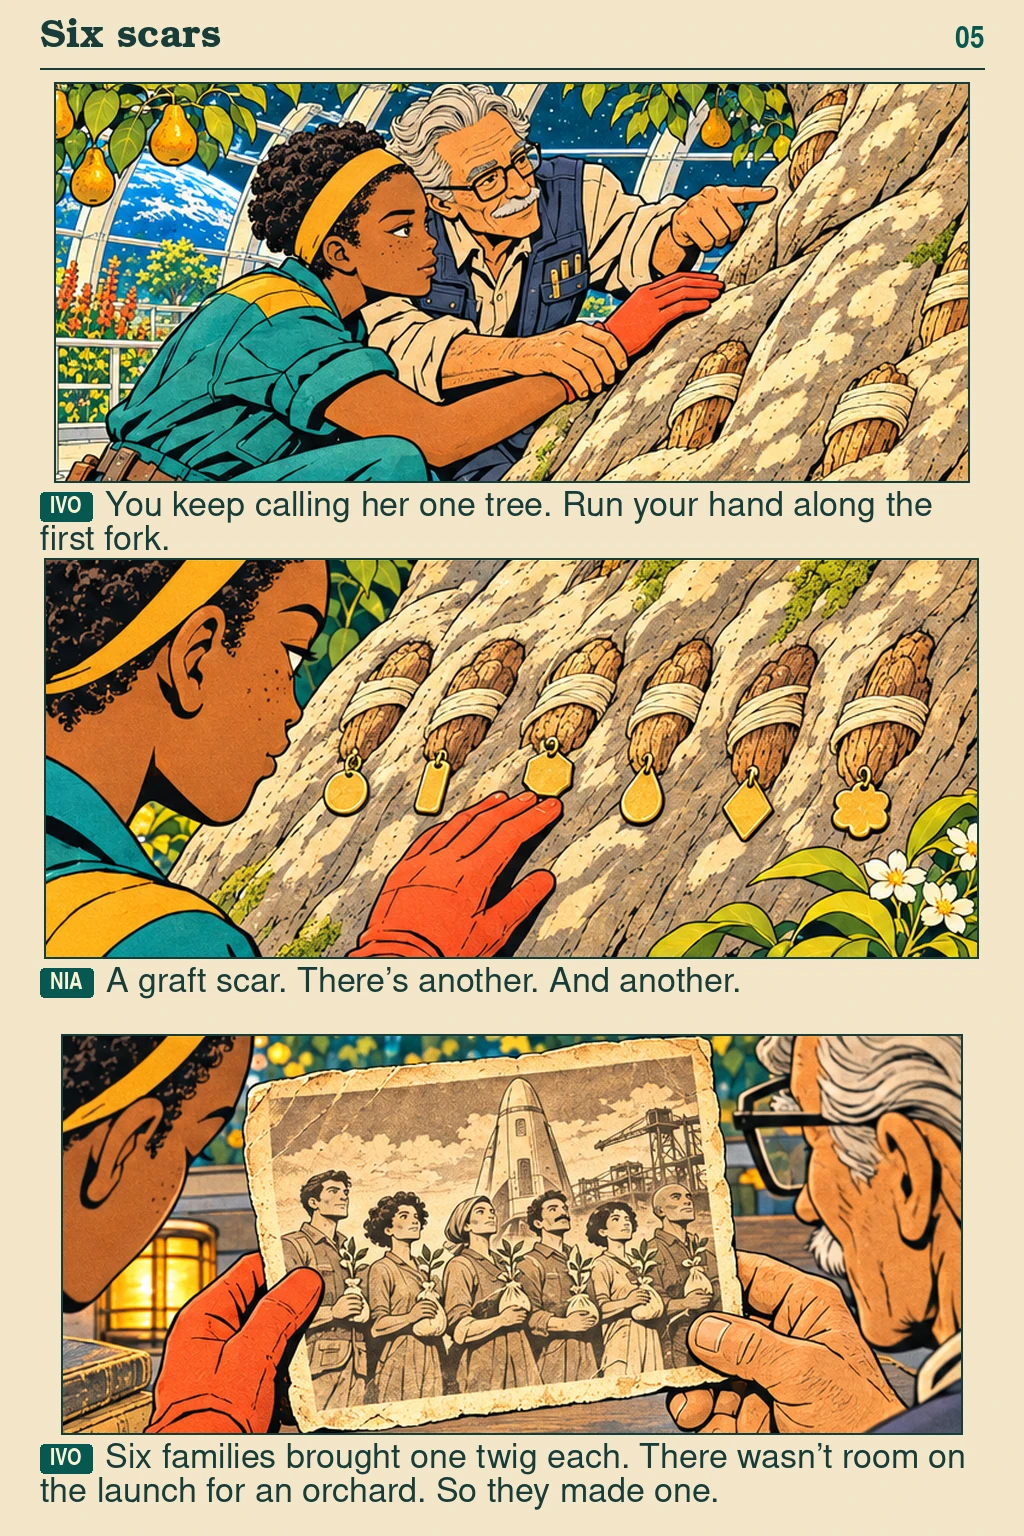 Six scars
05
IVO You keep calling her one tree. Run your hand along the
first fork.
NIA A graft scar. There’s another. And another.
IVO Six families brought one twig each. There wasn’t room on
the launch for an orchard. So they made one.